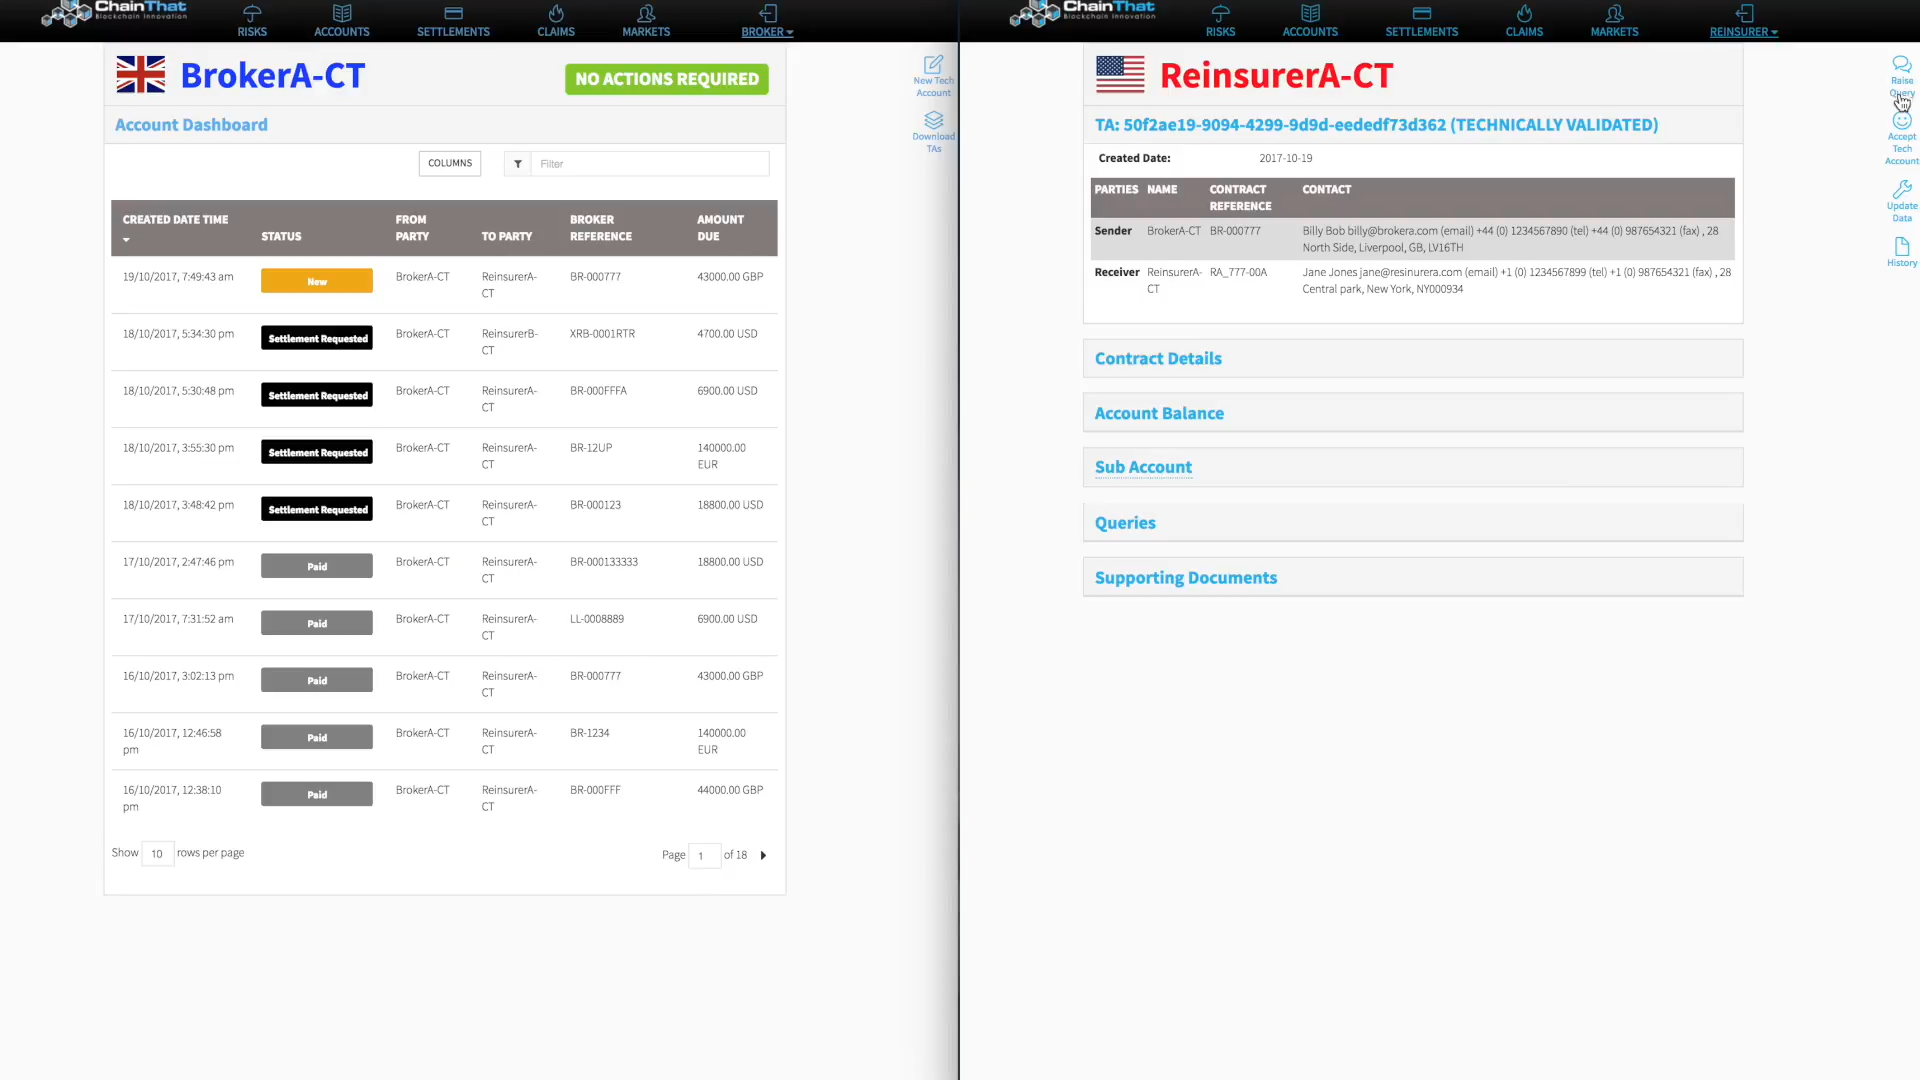 ChainThat
Blockchain Innovation
RISKS
ACCOUNTS
SETTLEMENTS
CLAIMS
MARKETS
BROKER
BrokerA-CT
NO ACTIONS REQUIRED
Account Dashboard
COLUMNS
Filter
CREATED DATE TIME
STATUS
FROM
PARTY
TO PARTY
BROKER
REFERENCE
AMOUNT
DUE
19/10/2017, 7:49:43 am
New
BrokerA-CT
ReinsurerA-
CT
BR-000777
43000.00 GBP
18/10/2017, 5:34:30 pm
Settlement Requested
BrokerA-CT
ReinsurerB-
CT
XRB-0001RTR
4700.00 USD
18/10/2017, 5:30:48 pm
Settlement Requested
BrokerA-CT
ReinsurerA-
CT
BR-000FFFA
6900.00 USD
18/10/2017, 3:55:30 pm
Settlement Requested
BrokerA-CT
ReinsurerA-
CT
BR-12UP
140000.00
EUR
18/10/2017, 3:48:42 pm
Settlement Requested
BrokerA-CT
ReinsurerA-
CT
BR-000123
18800.00 USD
17/10/2017, 2:47:46 pm
Paid
BrokerA-CT
ReinsurerA-
CT
BR-000133333
18800.00 USD
17/10/2017, 7:31:52 am
Paid
BrokerA-CT
ReinsurerA-
CT
LL-0008889
6900.00 USD
16/10/2017, 3:02:13 pm
Paid
BrokerA-CT
ReinsurerA-
CT
BR-000777
43000.00 GBP
16/10/2017, 12:46:58
pm
Paid
BrokerA-CT
ReinsurerA-
CT
BR-1234
140000.00
EUR
16/10/2017, 12:38:10
pm
Paid
BrokerA-CT
ReinsurerA-
CT
BR-000FFF
44000.00 GBP
Show 10 rows per page
Page 1 of 18
New Tech
Account
Download
TAs
ChainThat
Blockchain Innovation
RISKS
ACCOUNTS
SETTLEMENTS
CLAIMS
MARKETS
REINSURER
ReinsurerA-CT
TA: 50f2ae19-9094-4299-9d9d-eededf73d362 (TECHNICALLY VALIDATED)
Created Date: 2017-10-19
PARTIES
NAME
CONTRACT
REFERENCE
CONTACT
Sender
BrokerA-CT
BR-000777
Billy Bob billy@brokera.com (email) +44 (0) 1234567890 (tel) +44 (0) 987654321 (fax) , 28
North Side, Liverpool, GB, LV16TH
Receiver
ReinsurerA-
CT
RA_777-00A
Jane Jones jane@resinurera.com (email) +1 (0) 1234567899 (tel) +1 (0) 987654321 (fax) , 28
Central park, New York, NY000934
Contract Details
Account Balance
Sub Account
Queries
Supporting Documents
Raise
Query
Accept
Tech
Account
Update
Data
History